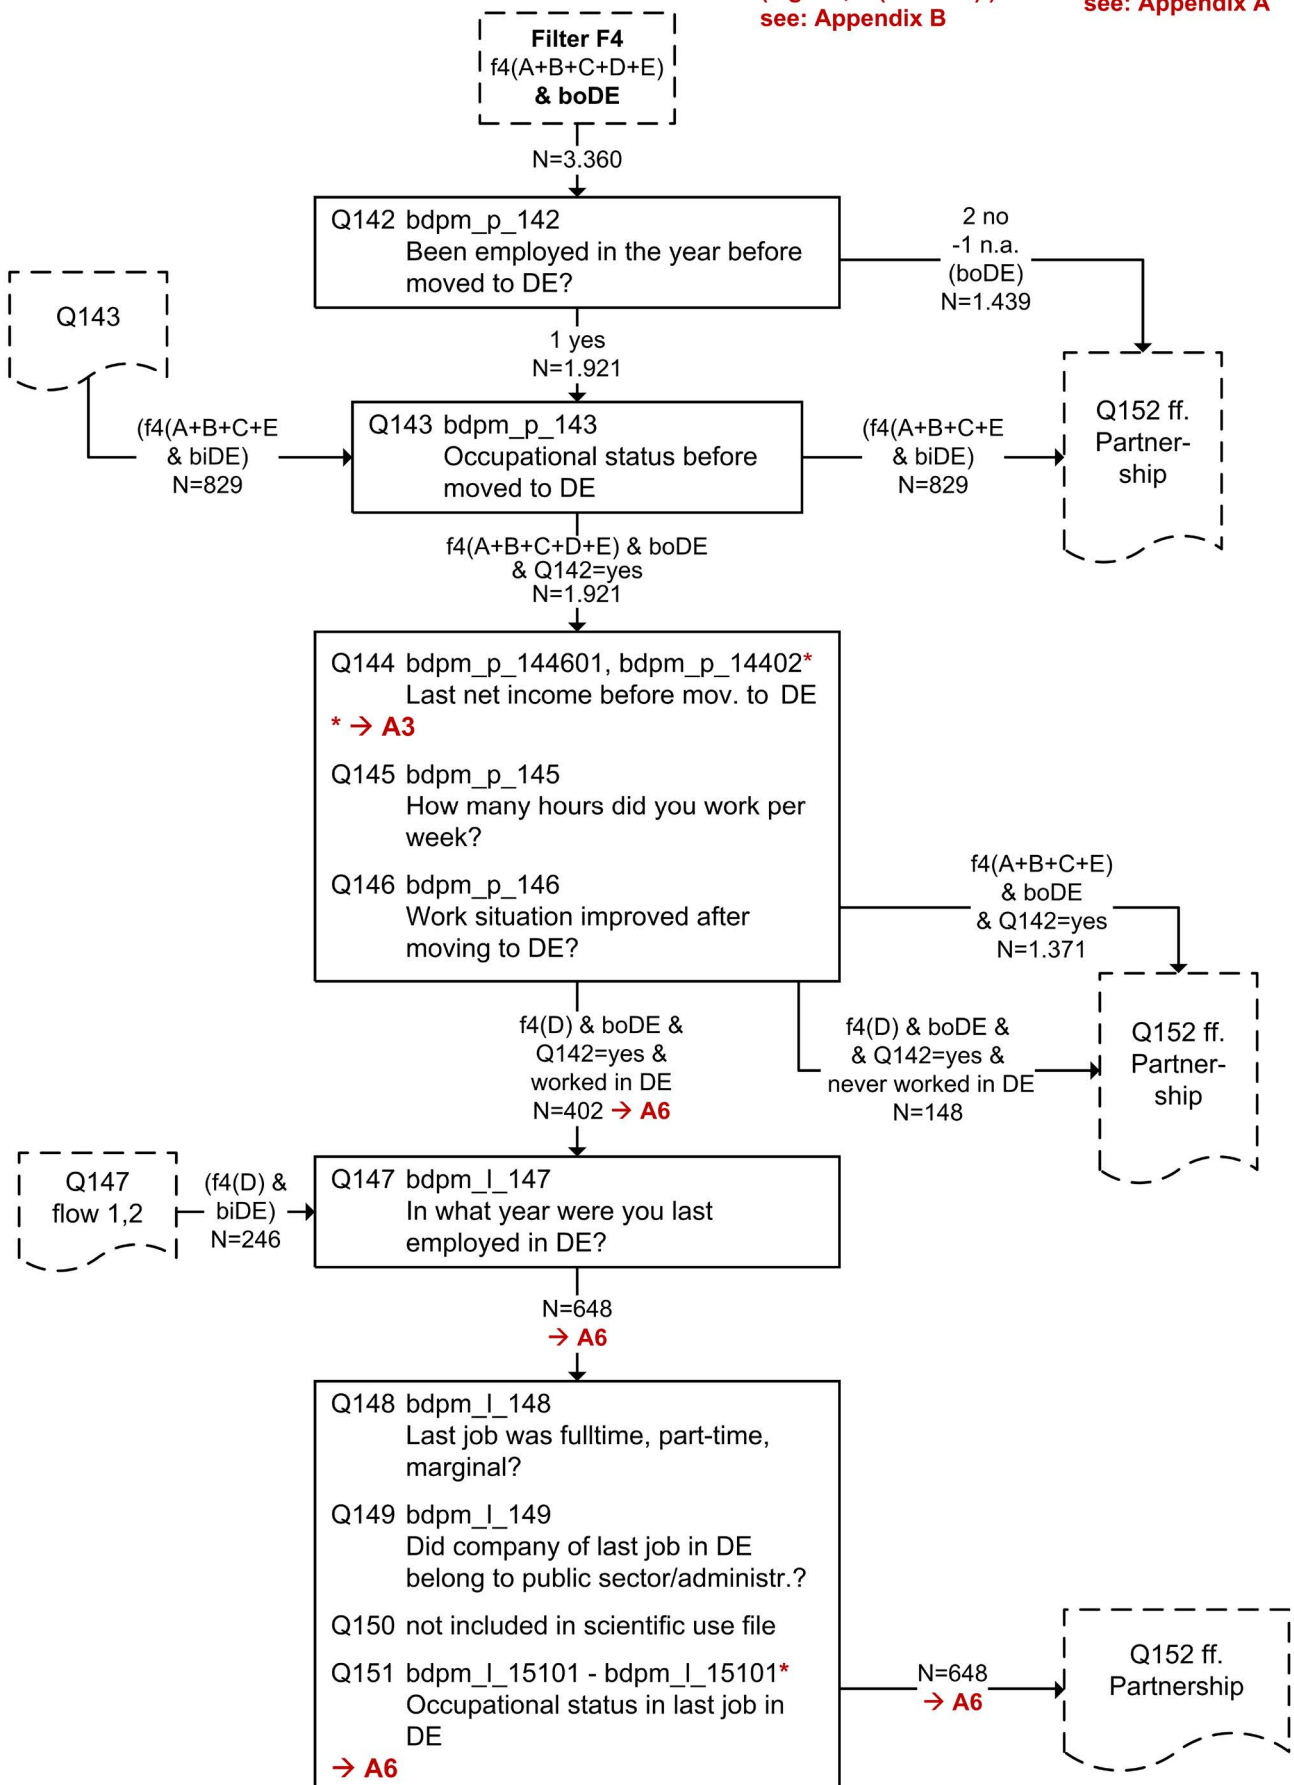 see: Appendix B
see: Appendix A
Filter F4
f4(A+B+C+D+E)
& boDE
N=3.360
Q142 bdpm_p_142
Been employed in the year before
moved to DE?
2 no
-1 n.a.
(boDE)
N=1.439
Q143
1 yes
N=1.921
(f4(A+B+C+E
& biDE)
N=829
Q143 bdpm_p_143
Occupational status before
moved to DE
(f4(A+B+C+E
& biDE)
N=829
Q152 ff.
Partner-
ship
f4(A+B+C+D+E) & boDE
& Q142=yes
N=1.921
Q144 bdpm_p_144601, bdpm_p_14402*
Last net income before mov. to DE
* → A3
Q145 bdpm_p_145
How many hours did you work per
week?
Q146 bdpm_p_146
Work situation improved after
moving to DE?
f4(A+B+C+E)
& boDE
& Q142=yes
N=1.371
f4(D) & boDE &
Q142=yes &
worked in DE
N=402 → A6
f4(D) & boDE &
& Q142=yes &
never worked in DE
N=148
Q152 ff.
Partner-
ship
Q147
flow 1,2
(f4(D) &
biDE)
N=246
Q147 bdpm_l_147
In what year were you last
employed in DE?
N=648
→ A6
Q148 bdpm_l_148
Last job was fulltime, part-time,
marginal?
Q149 bdpm_l_149
Did company of last job in DE
belong to public sector/administr.?
Q150 not included in scientific use file
Q151 bdpm_l_15101 - bdpm_l_15101*
Occupational status in last job in
DE
→ A6
N=648
→ A6
Q152 ff.
Partnership